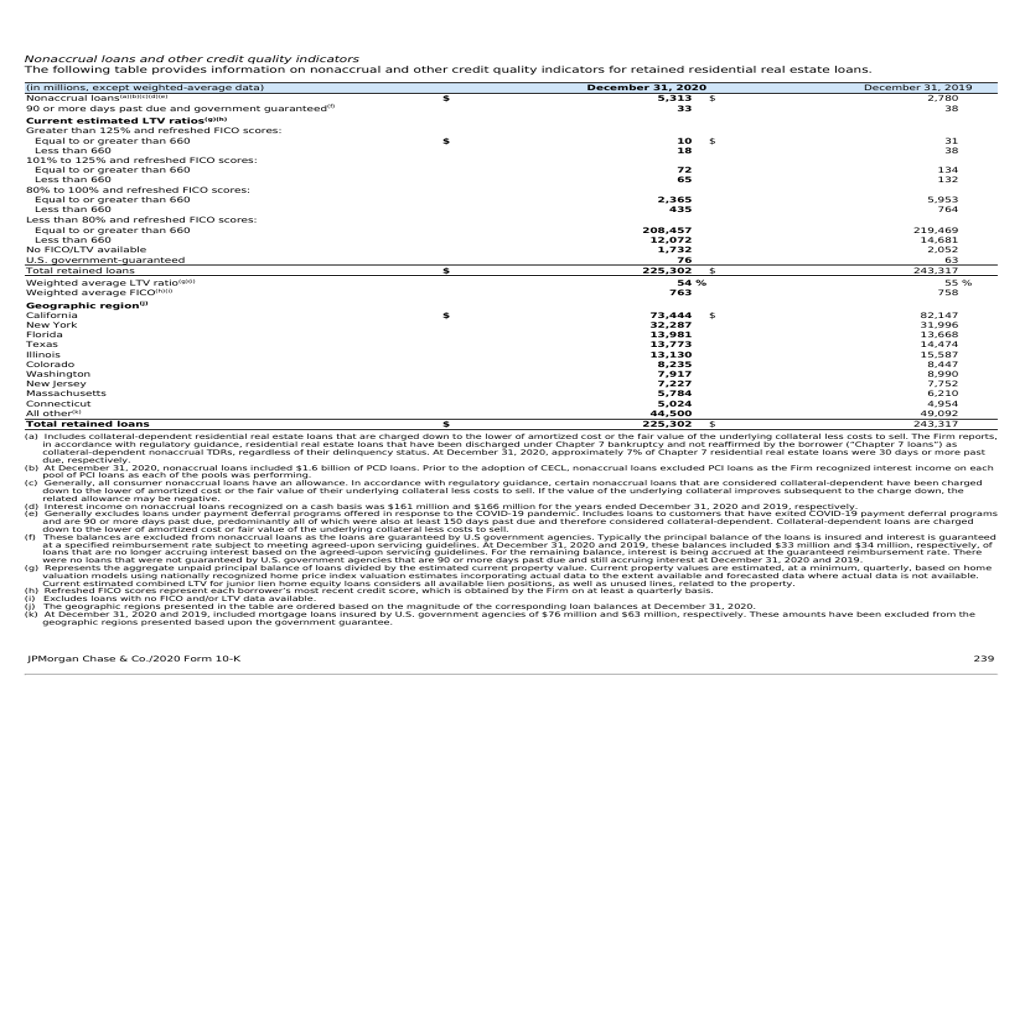 Nonaccrual loans and other credit quality indicators
The following table provides information on nonaccrual and other credit quality indicators for retained residential real estate loans.
(in millions, except weighted-average data) December 31, 2020 December 31, 2019
Nonaccrual loans(a)(b)(c)(d)(e) $ 5,313 $ 2,780
90 or more days past due and government guaranteed(f) 33 38
Current estimated LTV ratios(g)(h)
Greater than 125% and refreshed FICO scores:
Equal to or greater than 660 $ 10 $ 31
Less than 660 18 38
101% to 125% and refreshed FICO scores:
Equal to or greater than 660 72 134
Less than 660 65 132
80% to 100% and refreshed FICO scores:
Equal to or greater than 660 2,365 5,953
Less than 660 435 764
Less than 80% and refreshed FICO scores:
Equal to or greater than 660 208,457 219,469
Less than 660 12,072 14,681
No FICO/LTV available 1,732 2,052
U.S. government-guaranteed 76 63
Total retained loans $ 225,302 $ 243,317
Weighted average LTV ratio(g)(i) 54 % 55 %
Weighted average FICO(h)(i) 763 758
Geographic region(j)
California $ 73,444 $ 82,147
New York 32,287 31,996
Florida 13,981 13,668
Texas 13,773 14,474
Illinois 13,130 15,587
Colorado 8,235 8,447
Washington 7,917 8,990
New Jersey 7,227 7,752
Massachusetts 5,784 6,210
Connecticut 5,024 4,954
All other(k) 44,500 49,092
Total retained loans $ 225,302 $ 243,317
(a) Includes collateral-dependent residential real estate loans that are charged down to the lower of amortized cost or the fair value of the underlying collateral less costs to sell. The Firm reports,
in accordance with regulatory guidance, residential real estate loans that have been discharged under Chapter 7 bankruptcy and not reaffirmed by the borrower (“Chapter 7 loans”) as
collateral-dependent nonaccrual TDRs, regardless of their delinquency status. At December 31, 2020, approximately 7% of Chapter 7 residential real estate loans were 30 days or more past
due, respectively.
(b) At December 31, 2020, nonaccrual loans included $1.6 billion of PCD loans. Prior to the adoption of CECL, nonaccrual loans excluded PCI loans as the Firm recognized interest income on each
pool of PCI loans as each of the pools was performing.
(c) Generally, all consumer nonaccrual loans have an allowance. In accordance with regulatory guidance, certain nonaccrual loans that are considered collateral-dependent have been charged
down to the lower of amortized cost or the fair value of their underlying collateral less costs to sell. If the value of the underlying collateral improves subsequent to the charge down, the
related allowance may be negative.
(d) Interest income on nonaccrual loans recognized on a cash basis was $161 million and $166 million for the years ended December 31, 2020 and 2019, respectively.
(e) Generally excludes loans under payment deferral programs offered in response to the COVID-19 pandemic. Includes loans to customers that have exited COVID-19 payment deferral programs
and are 90 or more days past due, predominantly all of which were also at least 150 days past due and therefore considered collateral-dependent. Collateral-dependent loans are charged
down to the lower of amortized cost or fair value of the underlying collateral less costs to sell.
(f) These balances are excluded from nonaccrual loans as the loans are guaranteed by U.S government agencies. Typically the principal balance of the loans is insured and interest is guaranteed
at a specified reimbursement rate subject to meeting agreed-upon servicing guidelines. At December 31, 2020 and 2019, these balances included $33 million and $34 million, respectively, of
loans that are no longer accruing interest based on the agreed-upon servicing guidelines. For the remaining balance, interest is being accrued at the guaranteed reimbursement rate. There
were no loans that were not guaranteed by U.S. government agencies that are 90 or more days past due and still accruing interest at December 31, 2020 and 2019.
(g) Represents the aggregate unpaid principal balance of loans divided by the estimated current property value. Current property values are estimated, at a minimum, quarterly, based on home
valuation models using nationally recognized home price index valuation estimates incorporating actual data to the extent available and forecasted data where actual data is not available.
Current estimated combined LTV for junior lien home equity loans considers all available lien positions, as well as unused lines, related to the property.
(h) Refreshed FICO scores represent each borrower’s most recent credit score, which is obtained by the Firm on at least a quarterly basis.
(i) Excludes loans with no FICO and/or LTV data available.
(j) The geographic regions presented in the table are ordered based on the magnitude of the corresponding loan balances at December 31, 2020.
(k) At December 31, 2020 and 2019, included mortgage loans insured by U.S. government agencies of $76 million and $63 million, respectively. These amounts have been excluded from the
geographic regions presented based upon the government guarantee.
JPMorgan Chase & Co./2020 Form 10-K 239